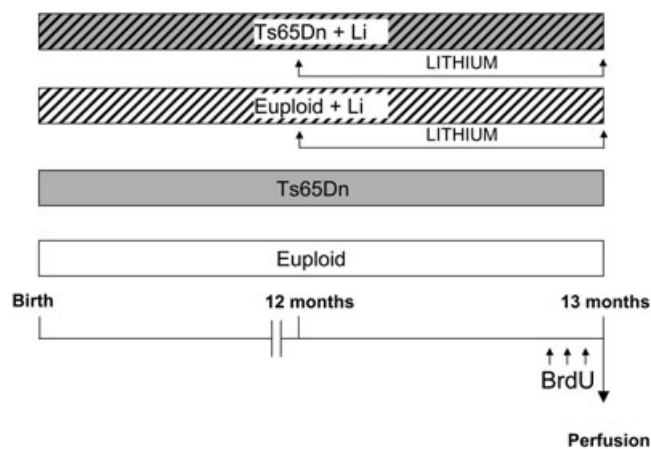 Ts65Dn + Li
LITHIUM
Euploid + Li
LITHIUM
Ts65Dn
Euploid
Birth 12 months 13 months
BrdU
Perfusion